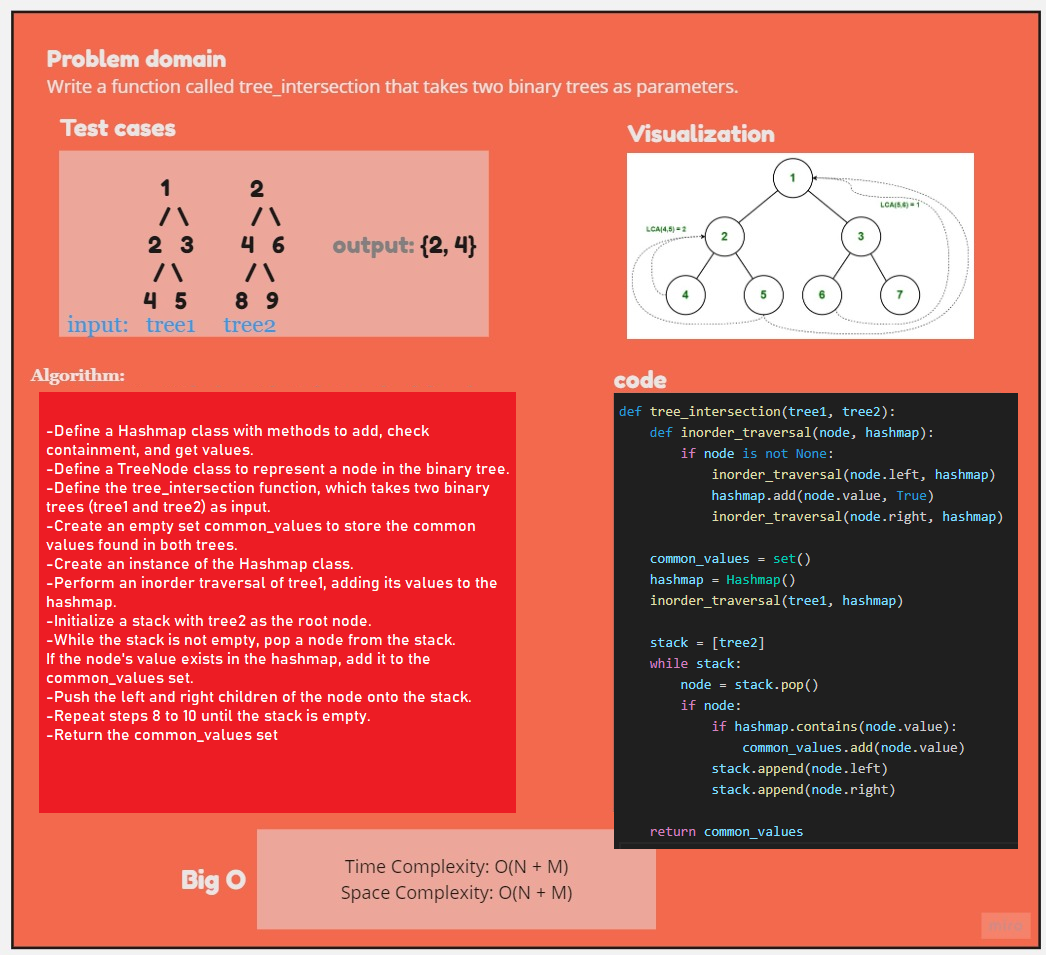 Problem domain
Write a function called tree_intersection that takes two binary trees as parameters.
Test cases
1 2
2 3 4 6
output: {2, 4}
4 5 8 9
input: tree1 tree2
Visualization
1
LCA(5,6) = 1
LCA(4,5) = 2
2 3
4 5 6 7
Algorithm:
-Define a Hashmap class with methods to add, check
containment, and get values.
-Define a TreeNode class to represent a node in the binary tree.
-Define the tree_intersection function, which takes two binary
trees (tree1 and tree2) as input.
-Create an empty set common_values to store the common
values found in both trees.
-Create an instance of the Hashmap class.
-Perform an inorder traversal of tree1, adding its values to the
hashmap.
-Initialize a stack with tree2 as the root node.
-While the stack is not empty, pop a node from the stack.
If the node's value exists in the hashmap, add it to the
common_values set.
-Push the left and right children of the node onto the stack.
-Repeat steps 8 to 10 until the stack is empty.
-Return the common_values set
code
def tree_intersection(tree1, tree2):
    def inorder_traversal(node, hashmap):
        if node is not None:
            inorder_traversal(node.left, hashmap)
            hashmap.add(node.value, True)
            inorder_traversal(node.right, hashmap)
    common_values = set()
    hashmap = Hashmap()
    inorder_traversal(tree1, hashmap)
    stack = [tree2]
    while stack:
        node = stack.pop()
        if node:
            if hashmap.contains(node.value):
                common_values.add(node.value)
            stack.append(node.left)
            stack.append(node.right)
    return common_values
Big O
Time Complexity: O(N + M)
Space Complexity: O(N + M)
miro